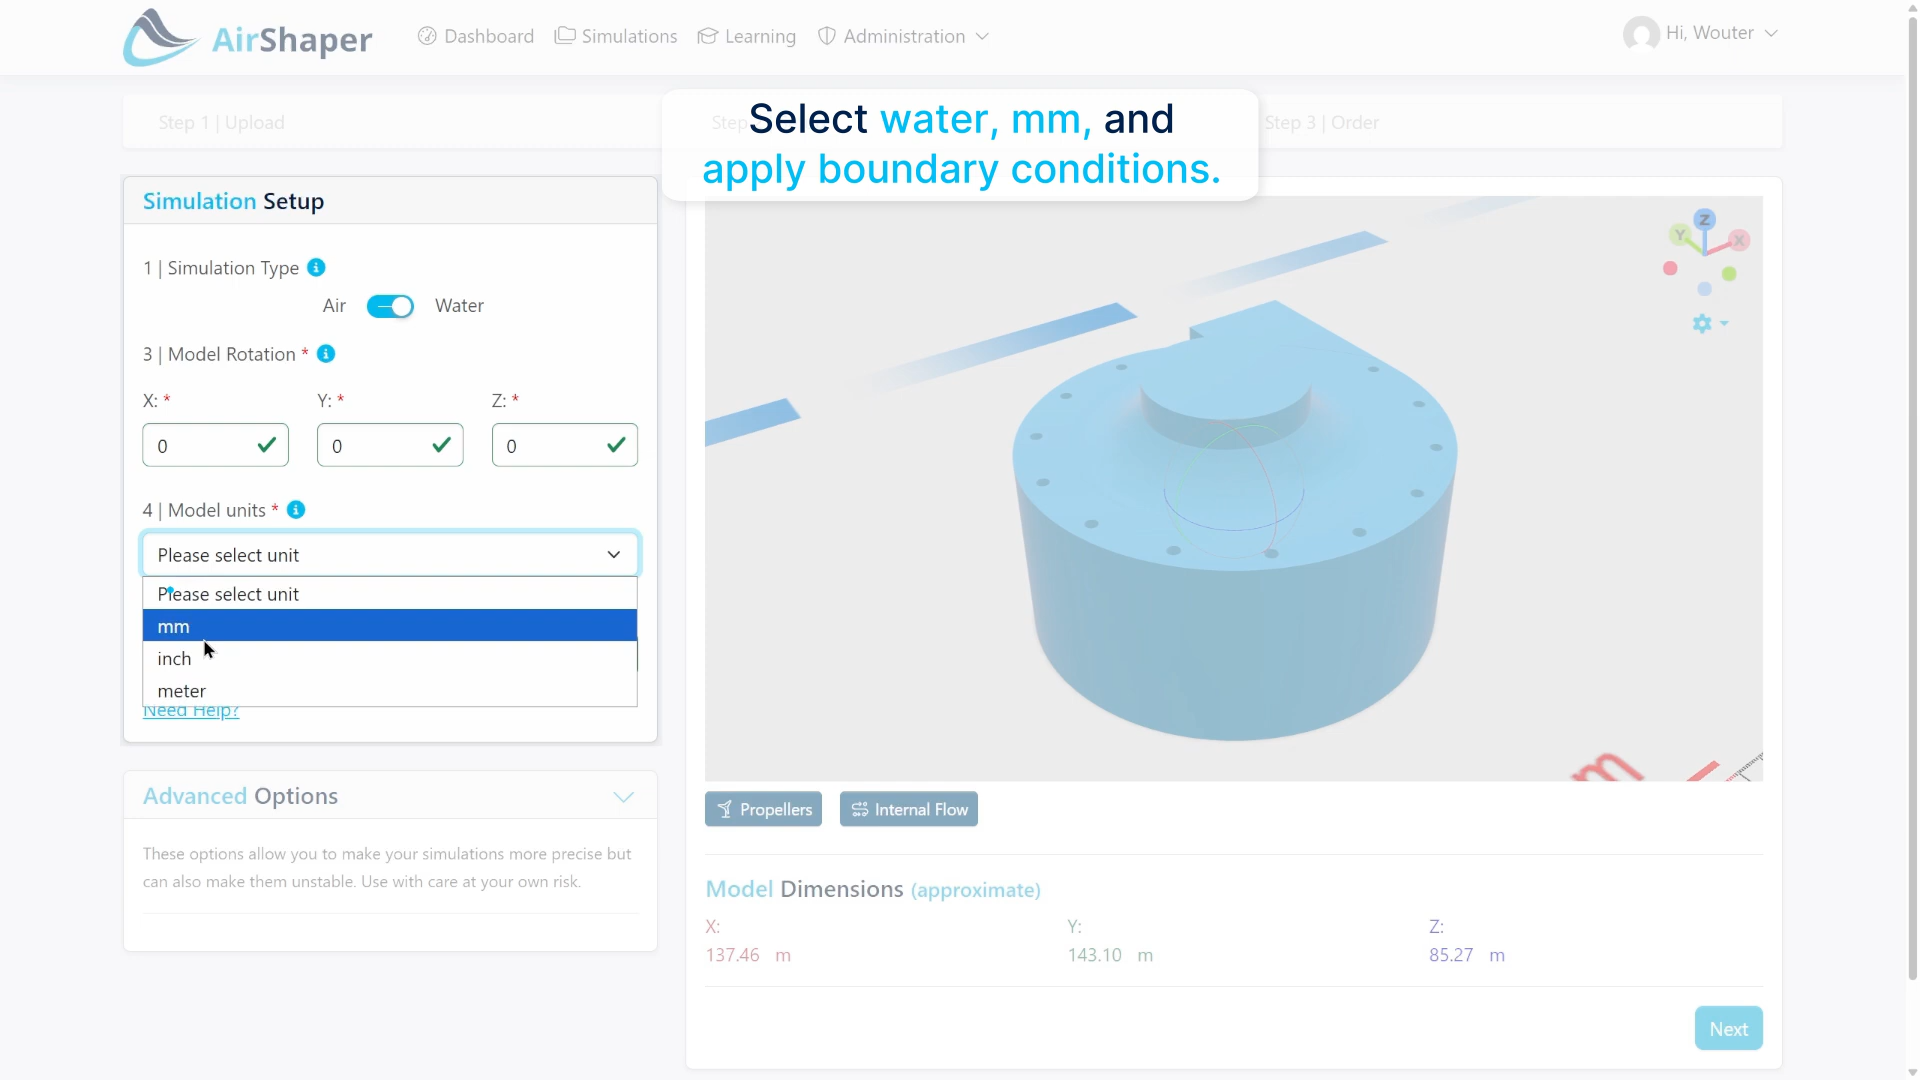 AirShaper
Dashboard
Simulations
Learning
Administration
Hi, Wouter
Step 1 | Upload
Step
Step 3 | Order
Select water, mm, and
apply boundary conditions.
Simulation Setup
1 | Simulation Type
Air
Water
3 | Model Rotation *
X: *
Y: *
Z: *
0
0
0
4 | Model units *
Please select unit
Please select unit
mm
inch
meter
Need Help?
Advanced Options
These options allow you to make your simulations more precise but
can also make them unstable. Use with care at your own risk.
Z
Y
X
m
Propellers
Internal Flow
Model Dimensions (approximate)
X:
Y:
Z:
137.46 m
143.10 m
85.27 m
Next